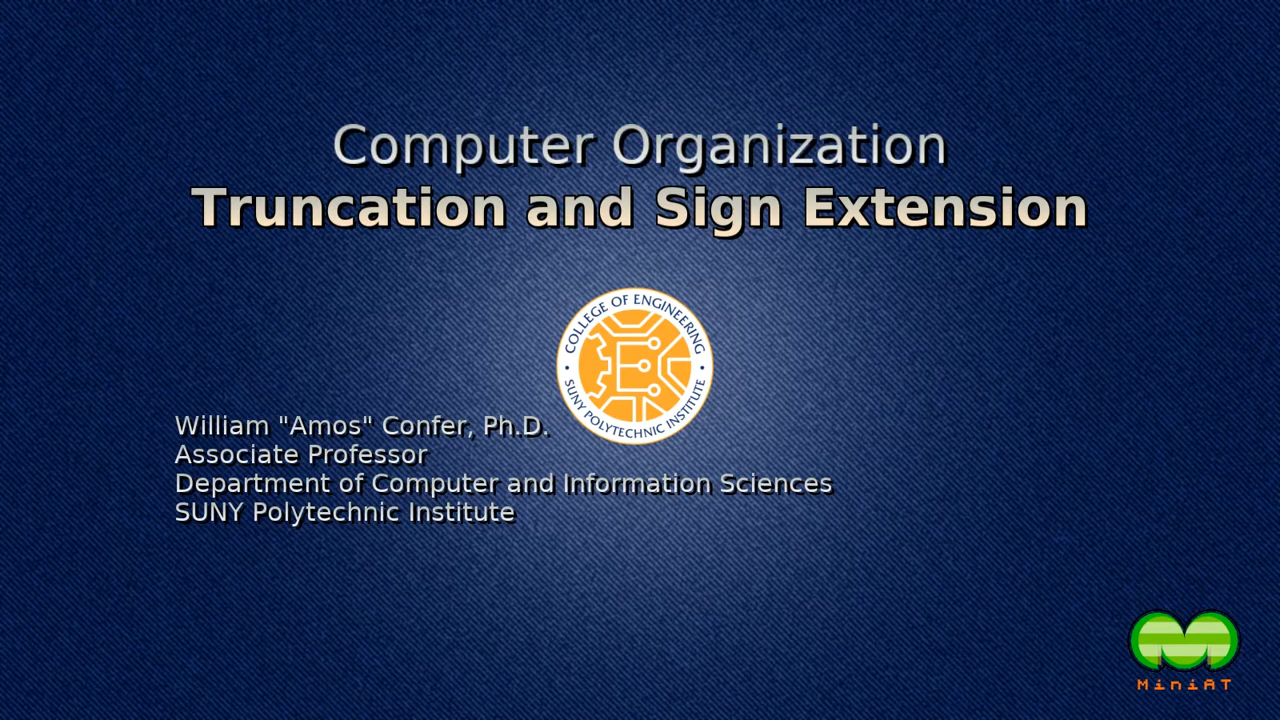 Computer Organization
Truncation and Sign Extension
COLLEGE OF ENGINEERING
SUNY POLYTECHNIC INSTITUTE
William "Amos" Confer, Ph.D.
Associate Professor
Department of Computer and Information Sciences
SUNY Polytechnic Institute
MiniAT